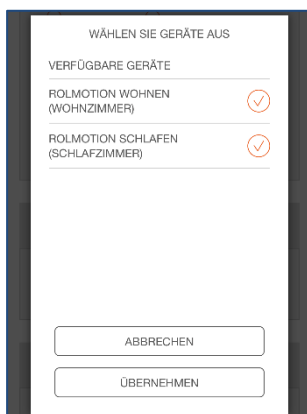 WÄHLEN SIE GERÄTE AUS
VERFÜGBARE GERÄTE
ROLMOTION WOHNEN
(WOHNZIMMER)
ROLMOTION SCHLAFEN
(SCHLAFZIMMER)
ABBRECHEN
ÜBERNEHMEN